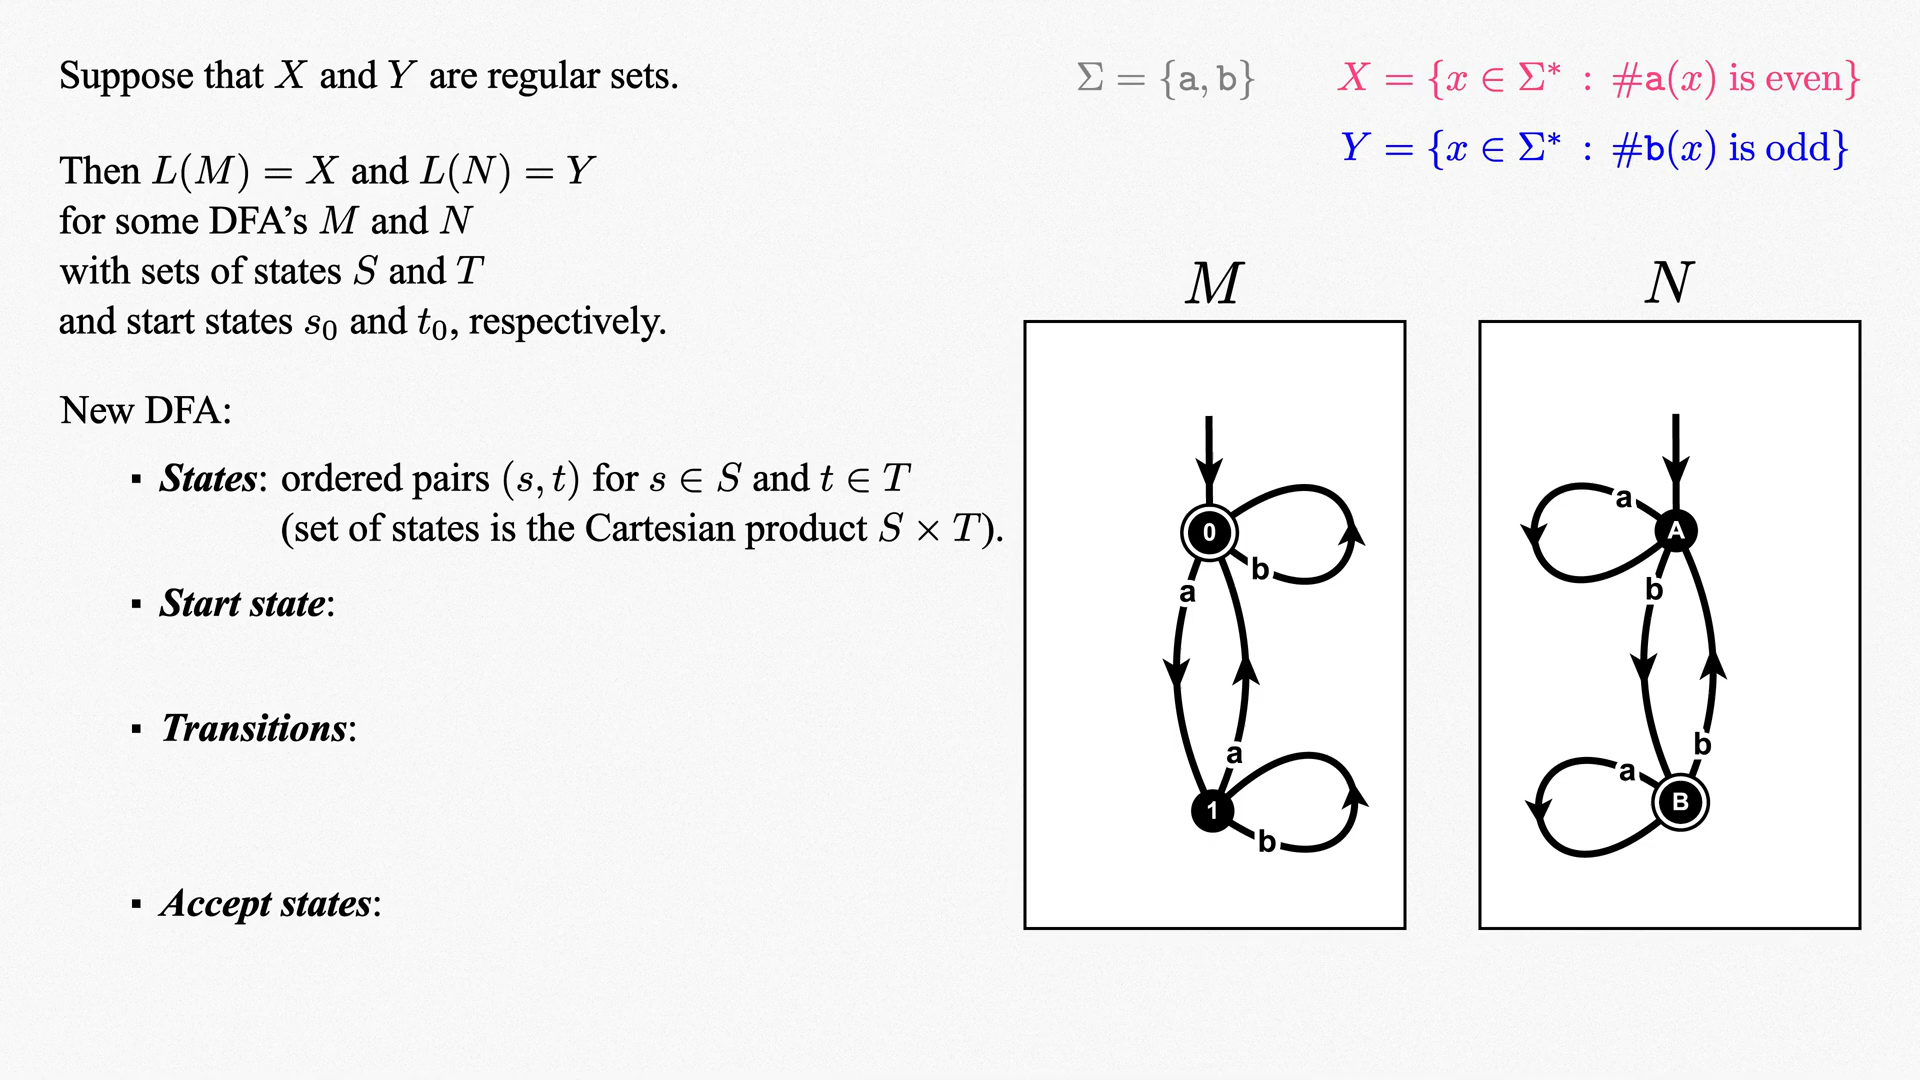 Suppose that X and Y are regular sets.
Σ = {a, b}
X = {x ∈ Σ* : #a(x) is even}
Y = {x ∈ Σ* : #b(x) is odd}
Then L(M) = X and L(N) = Y
for some DFA’s M and N
with sets of states S and T
and start states s₀ and t₀, respectively.
New DFA:
▪ States: ordered pairs (s, t) for s ∈ S and t ∈ T
(set of states is the Cartesian product S × T).
▪ Start state:
▪ Transitions:
▪ Accept states:
M
0
b
a
a
1
b
N
a
A
b
b
a
B